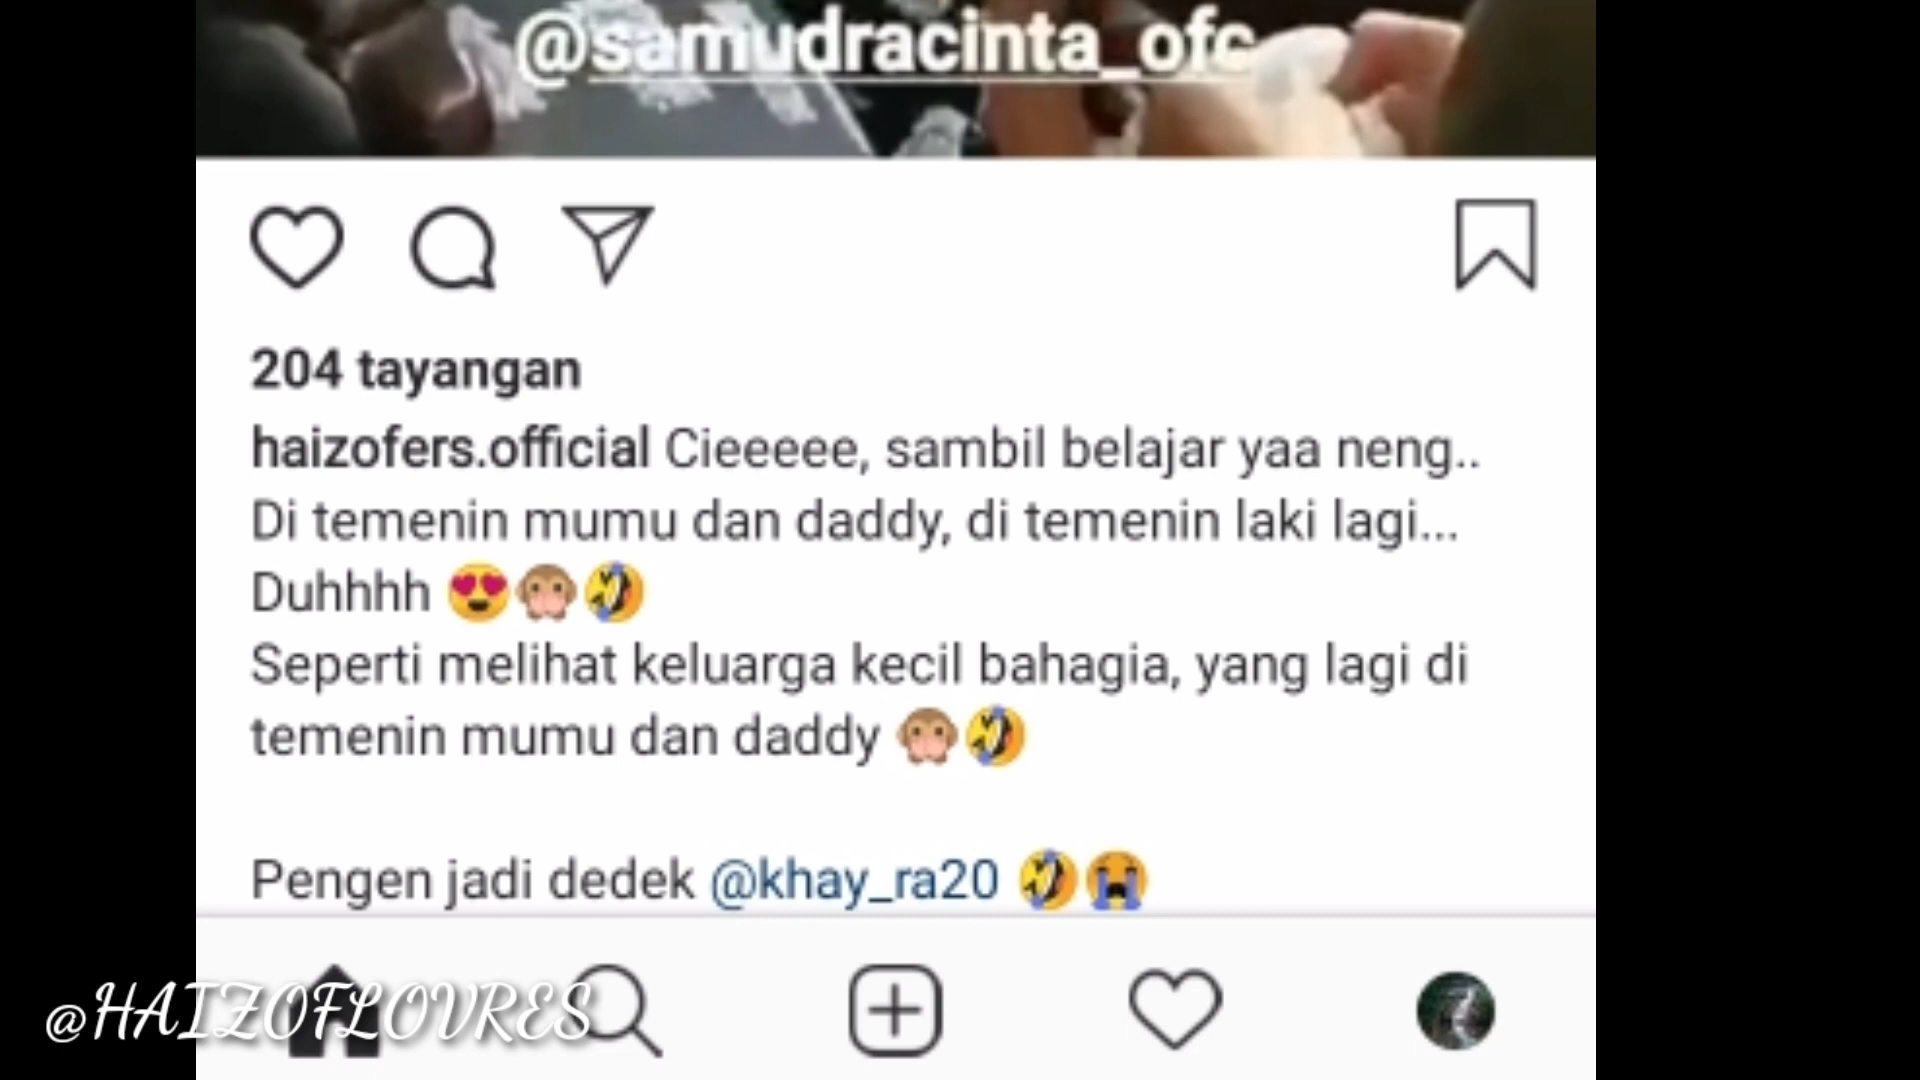 @samudracinta_ofc
204 tayangan
haizofers.official Cieeeee, sambil belajar yaa neng..
Di temenin mumu dan daddy, di temenin laki lagi...
Duhhhh 😍🙊🤣
Seperti melihat keluarga kecil bahagia, yang lagi di
temenin mumu dan daddy 🙊🤣
Pengen jadi dedek @khay_ra20 🤣😭
@HAIZOFLOVRES